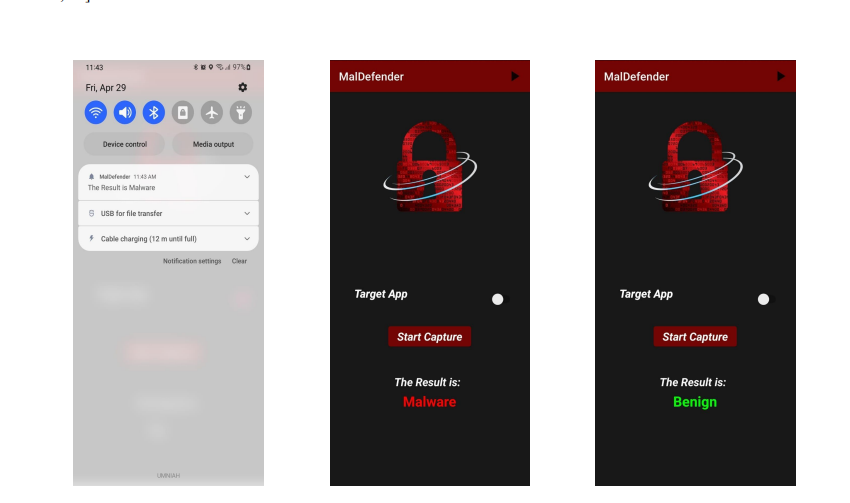 11:43
97%
Fri, Apr 29
Device control
Media output
MalDefender 11:43 AM
The Result is Malware
USB for file transfer
Cable charging (12 m until full)
Notification settings
Clear
UMNIAH
MalDefender
Target App
Start Capture
The Result is:
Malware
MalDefender
Target App
Start Capture
The Result is:
Benign